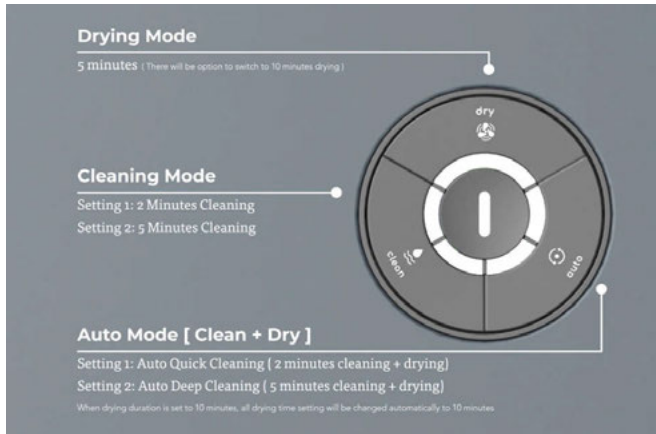 Drying Mode
5 minutes ( There will be option to switch to 10 minutes drying )
dry
Cleaning Mode
Setting 1: 2 Minutes Cleaning
Setting 2: 5 Minutes Cleaning
clean
auto
Auto Mode [ Clean + Dry ]
Setting 1: Auto Quick Cleaning ( 2 minutes cleaning + drying)
Setting 2: Auto Deep Cleaning ( 5 minutes cleaning + drying)
When drying duration is set to 10 minutes, all drying time setting will be changed automatically to 10 minutes